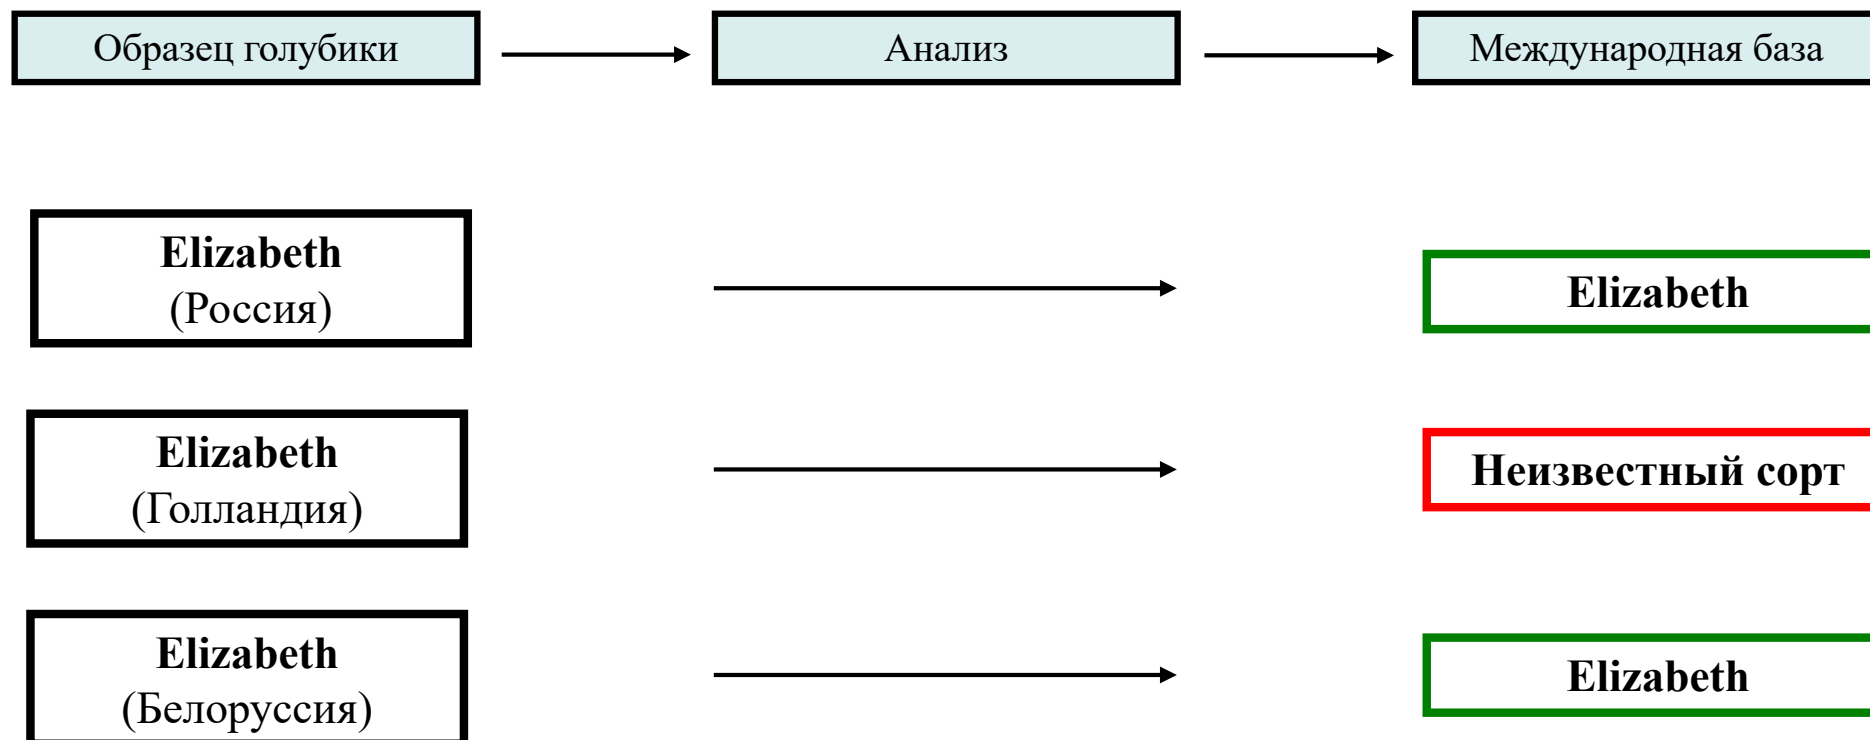 Образец голубики
Анализ
Международная база
Elizabeth
(Россия)
Elizabeth
Elizabeth
(Голландия)
Неизвестный сорт
Elizabeth
(Белоруссия)
Elizabeth